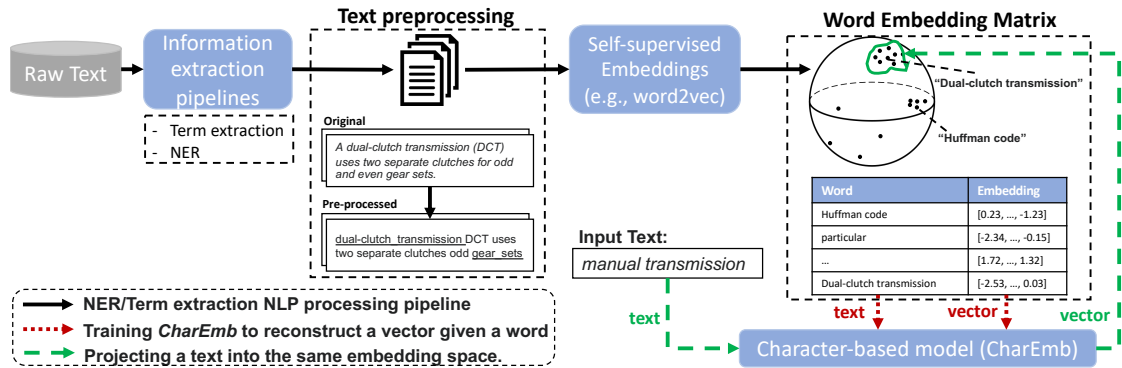 Text preprocessing
Word Embedding Matrix
Raw Text
Information
extraction
pipelines
- Term extraction
- NER
Original
A dual-clutch transmission (DCT)
uses two separate clutches for odd
and even gear sets.
Pre-processed
dual-clutch_transmission DCT uses
two separate clutches odd gear_sets
Self-supervised
Embeddings
(e.g., word2vec)
“Dual-clutch transmission”
“Huffman code”
Word Embedding
Huffman code [0.23, …, -1.23]
particular [-2.34, …, -0.15]
… [1.72, …, 1.32]
Dual-clutch transmission [-2.53, …, 0.03]
Input Text:
manual transmission
text
text
vector
vector
Character-based model (CharEmb)
NER/Term extraction NLP processing pipeline
Training CharEmb to reconstruct a vector given a word
Projecting a text into the same embedding space.